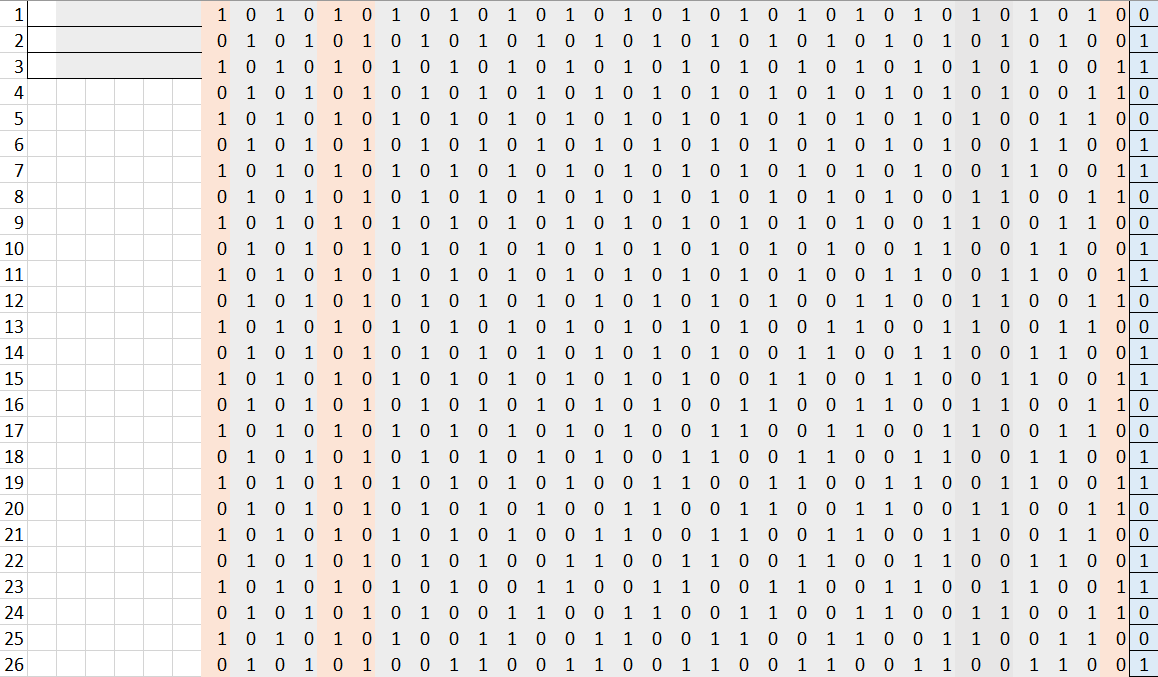 1 1 0 1 0 1 0 1 0 1 0 1 0 1 0 1 0 1 0 1 0 1 0 1 0 1 0 1 0 1 0 1 0 0
2 0 1 0 1 0 1 0 1 0 1 0 1 0 1 0 1 0 1 0 1 0 1 0 1 0 1 0 1 0 1 0 0 1
3 1 0 1 0 1 0 1 0 1 0 1 0 1 0 1 0 1 0 1 0 1 0 1 0 1 0 1 0 1 0 0 1 1
4 0 1 0 1 0 1 0 1 0 1 0 1 0 1 0 1 0 1 0 1 0 1 0 1 0 1 0 1 0 0 1 1 0
5 1 0 1 0 1 0 1 0 1 0 1 0 1 0 1 0 1 0 1 0 1 0 1 0 1 0 1 0 0 1 1 0 0
6 0 1 0 1 0 1 0 1 0 1 0 1 0 1 0 1 0 1 0 1 0 1 0 1 0 1 0 0 1 1 0 0 1
7 1 0 1 0 1 0 1 0 1 0 1 0 1 0 1 0 1 0 1 0 1 0 1 0 1 0 0 1 1 0 0 1 1
8 0 1 0 1 0 1 0 1 0 1 0 1 0 1 0 1 0 1 0 1 0 1 0 1 0 0 1 1 0 0 1 1 0
9 1 0 1 0 1 0 1 0 1 0 1 0 1 0 1 0 1 0 1 0 1 0 1 0 0 1 1 0 0 1 1 0 0
10 0 1 0 1 0 1 0 1 0 1 0 1 0 1 0 1 0 1 0 1 0 1 0 0 1 1 0 0 1 1 0 0 1
11 1 0 1 0 1 0 1 0 1 0 1 0 1 0 1 0 1 0 1 0 1 0 0 1 1 0 0 1 1 0 0 1 1
12 0 1 0 1 0 1 0 1 0 1 0 1 0 1 0 1 0 1 0 1 0 0 1 1 0 0 1 1 0 0 1 1 0
13 1 0 1 0 1 0 1 0 1 0 1 0 1 0 1 0 1 0 1 0 0 1 1 0 0 1 1 0 0 1 1 0 0
14 0 1 0 1 0 1 0 1 0 1 0 1 0 1 0 1 0 1 0 0 1 1 0 0 1 1 0 0 1 1 0 0 1
15 1 0 1 0 1 0 1 0 1 0 1 0 1 0 1 0 1 0 0 1 1 0 0 1 1 0 0 1 1 0 0 1 1
16 0 1 0 1 0 1 0 1 0 1 0 1 0 1 0 1 0 0 1 1 0 0 1 1 0 0 1 1 0 0 1 1 0
17 1 0 1 0 1 0 1 0 1 0 1 0 1 0 1 0 0 1 1 0 0 1 1 0 0 1 1 0 0 1 1 0 0
18 0 1 0 1 0 1 0 1 0 1 0 1 0 1 0 0 1 1 0 0 1 1 0 0 1 1 0 0 1 1 0 0 1
19 1 0 1 0 1 0 1 0 1 0 1 0 1 0 0 1 1 0 0 1 1 0 0 1 1 0 0 1 1 0 0 1 1
20 0 1 0 1 0 1 0 1 0 1 0 1 0 0 1 1 0 0 1 1 0 0 1 1 0 0 1 1 0 0 1 1 0
21 1 0 1 0 1 0 1 0 1 0 1 0 0 1 1 0 0 1 1 0 0 1 1 0 0 1 1 0 0 1 1 0 0
22 0 1 0 1 0 1 0 1 0 1 0 0 1 1 0 0 1 1 0 0 1 1 0 0 1 1 0 0 1 1 0 0 1
23 1 0 1 0 1 0 1 0 1 0 0 1 1 0 0 1 1 0 0 1 1 0 0 1 1 0 0 1 1 0 0 1 1
24 0 1 0 1 0 1 0 1 0 0 1 1 0 0 1 1 0 0 1 1 0 0 1 1 0 0 1 1 0 0 1 1 0
25 1 0 1 0 1 0 1 0 0 1 1 0 0 1 1 0 0 1 1 0 0 1 1 0 0 1 1 0 0 1 1 0 0
26 0 1 0 1 0 1 0 0 1 1 0 0 1 1 0 0 1 1 0 0 1 1 0 0 1 1 0 0 1 1 0 0 1